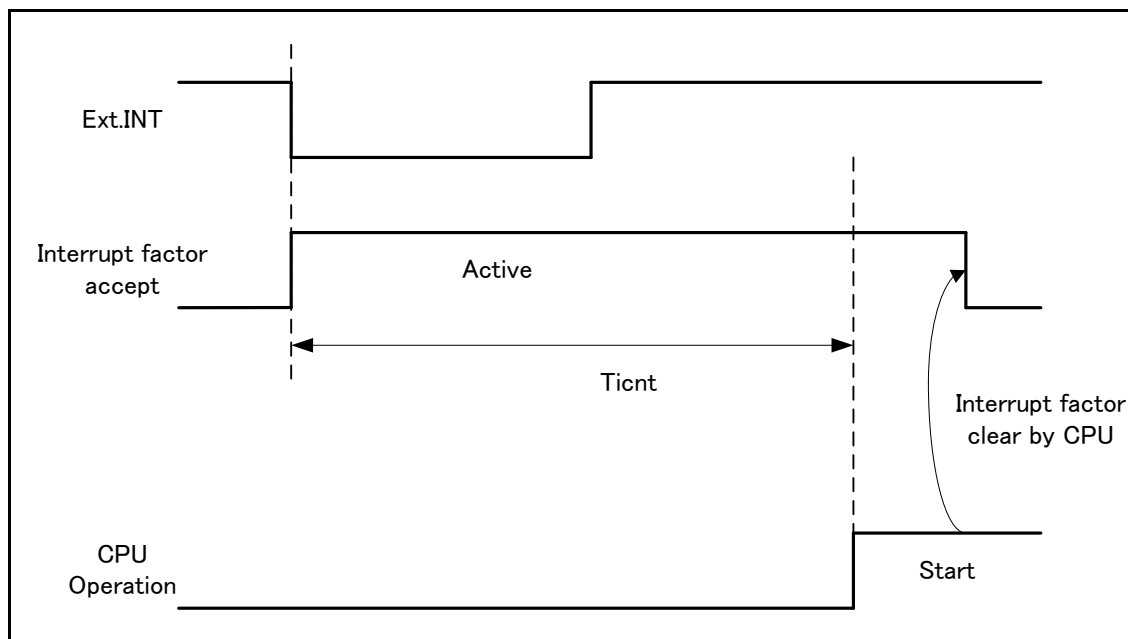 Ext.INT
Interrupt factor
accept
Active
Ticnt
Interrupt factor
clear by CPU
CPU
Operation
Start